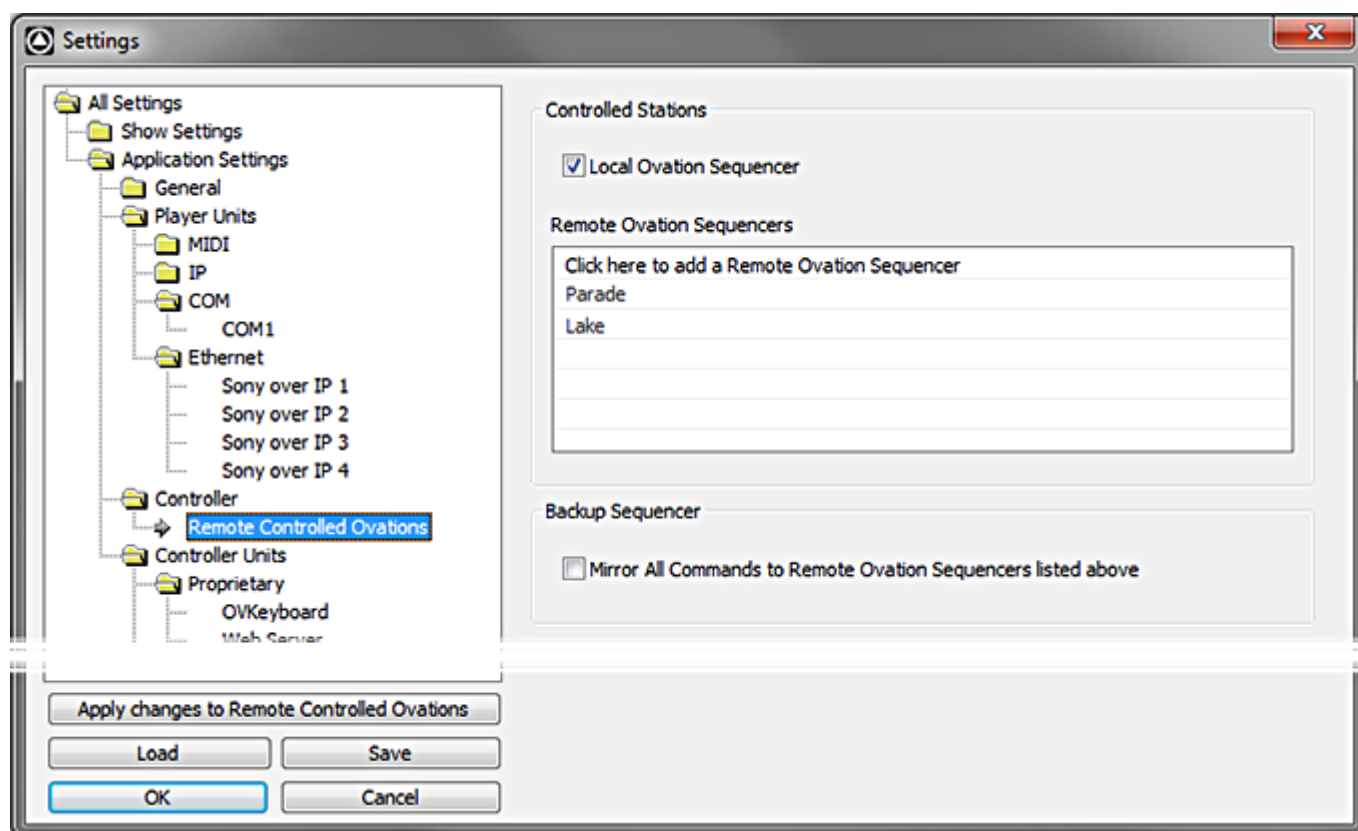 Settings
All Settings
Show Settings
Application Settings
General
Player Units
MIDI
IP
COM
COM1
Ethernet
Sony over IP 1
Sony over IP 2
Sony over IP 3
Sony over IP 4
Controller
Remote Controlled Ovations
Controller Units
Proprietary
OVKeyboard
Web Server
Apply changes to Remote Controlled Ovations
Load Save
OK Cancel
Controlled Stations
Local Ovation Sequencer
Remote Ovation Sequencers
Click here to add a Remote Ovation Sequencer
Parade
Lake
Backup Sequencer
Mirror All Commands to Remote Ovation Sequencers listed above